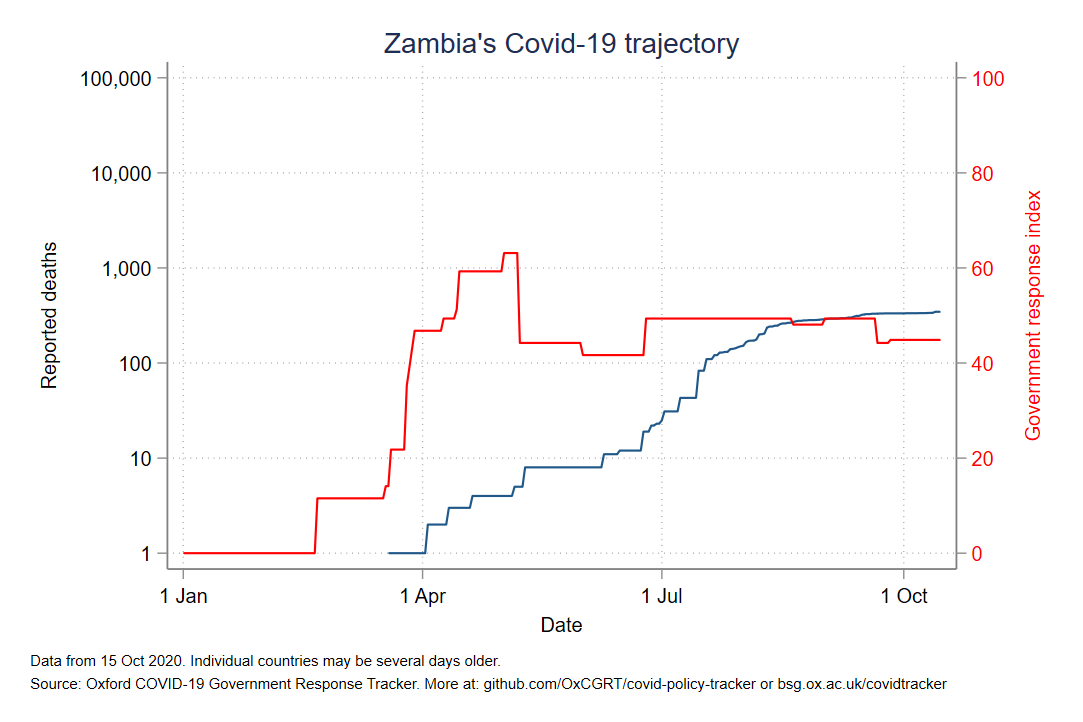 Zambia's Covid-19 trajectory
100,000
10,000
1,000
100
10
1
Reported deaths
100
80
60
40
20
0
Government response index
1 Jan
1 Apr
1 Jul
1 Oct
Date
Data from 15 Oct 2020. Individual countries may be several days older.
Source: Oxford COVID-19 Government Response Tracker. More at: github.com/OxCGRT/covid-policy-tracker or bsg.ox.ac.uk/covidtracker